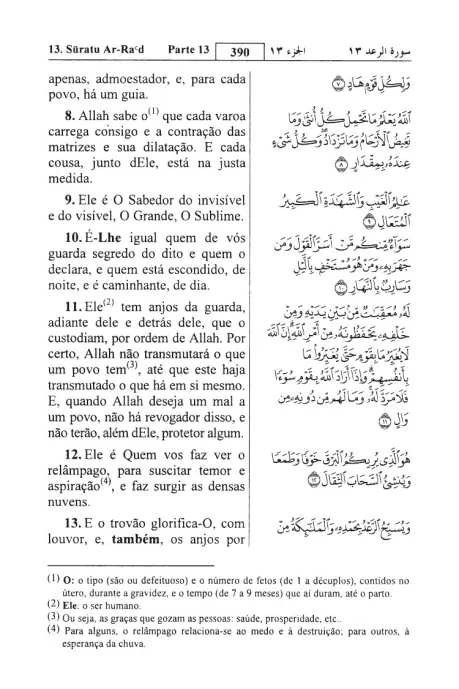 13. Sūratu Ar-Raᶜd Parte 13 390 الجزء ١٣ سورة الرعد ١٣
apenas, admoestador, e, para cada
povo, há um guia.
8. Allah sabe o(1) que cada varoa
carrega consigo e a contração das
matrizes e sua dilatação. E cada
cousa, junto dEle, está na justa
medida.
9. Ele é O Sabedor do invisível
e do visível, O Grande, O Sublime.
10. É-Lhe igual quem de vós
guarda segredo do dito e quem o
declara, e quem está escondido, de
noite, e é caminhante, de dia.
11. Ele(2) tem anjos da guarda,
adiante dele e detrás dele, que o
custodiam, por ordem de Allah. Por
certo, Allah não transmutará o que
um povo tem(3), até que este haja
transmutado o que há em si mesmo.
E, quando Allah deseja um mal a
um povo, não há revogador disso, e
não terão, além dEle, protetor algum.
12. Ele é Quem vos faz ver o
relâmpago, para suscitar temor e
aspiração(4), e faz surgir as densas
nuvens.
13. E o trovão glorifica-O, com
louvor, e, também, os anjos por
وَلِكُلِّ قَوْمٍ هَادٍ ٧
ٱللَّهُ يَعْلَمُ مَا تَحْمِلُ كُلُّ أُنثَىٰ وَمَا
تَغِيضُ ٱلْأَرْحَامُ وَمَا تَزْدَادُ وَكُلُّ شَىْءٍ
عِندَهُۥ بِمِقْدَارٍ ٨
عَٰلِمُ ٱلْغَيْبِ وَٱلشَّهَٰدَةِ ٱلْكَبِيرُ
ٱلْمُتَعَالِ ٩
سَوَآءٌ مِّنكُم مَّنْ أَسَرَّ ٱلْقَوْلَ وَمَن
جَهَرَ بِهِۦ وَمَنْ هُوَ مُسْتَخْفٍۭ بِٱلَّيْلِ
وَسَارِبٌۢ بِٱلنَّهَارِ ١٠
لَهُۥ مُعَقِّبَٰتٌ مِّنۢ بَيْنِ يَدَيْهِ وَمِنْ
خَلْفِهِۦ يَحْفَظُونَهُۥ مِنْ أَمْرِ ٱللَّهِ إِنَّ ٱللَّهَ
لَا يُغَيِّرُ مَا بِقَوْمٍ حَتَّىٰ يُغَيِّرُوا۟ مَا
بِأَنفُسِهِمْ وَإِذَآ أَرَادَ ٱللَّهُ بِقَوْمٍ سُوٓءًا
فَلَا مَرَدَّ لَهُۥ وَمَا لَهُم مِّن دُونِهِۦ مِن
وَالٍ ١١
هُوَ ٱلَّذِى يُرِيكُمُ ٱلْبَرْقَ خَوْفًا وَطَمَعًا
وَيُنشِئُ ٱلسَّحَابَ ٱلثِّقَالَ ١٢
وَيُسَبِّحُ ٱلرَّعْدُ بِحَمْدِهِۦ وَٱلْمَلَٰٓئِكَةُ مِنْ
(1) O: o tipo (são ou defeituoso) e o número de fetos (de 1 a décuplos), contidos no
útero, durante a gravidez, e o tempo (de 7 a 9 meses) que aí duram, até o parto.
(2) Ele: o ser humano.
(3) Ou seja, as graças que gozam as pessoas: saúde, prosperidade, etc..
(4) Para alguns, o relâmpago relaciona-se ao medo e à destruição; para outros, à
esperança da chuva.